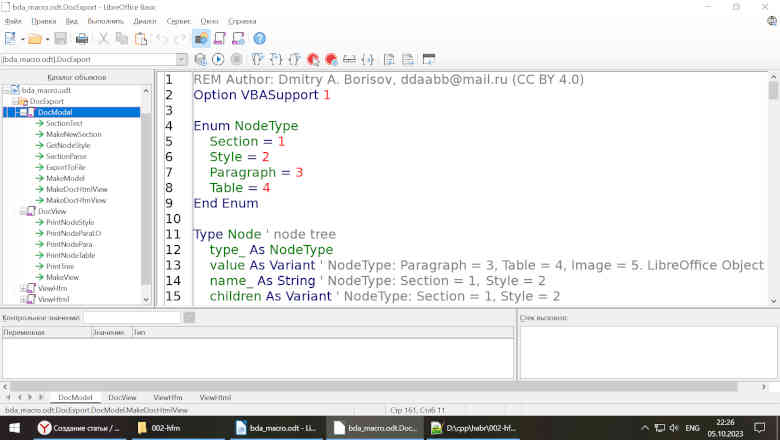 bda_macro.odt.DocExport - LibreOffice Basic
Файл Правка Вид Выполнить Диалог Сервис Окно Справка
[bda_macro.odt].DocExport
Каталог объектов
bda_macro.odt
DocExport
DocModel
SectionTest
MakeNewSection
GetNodeStyle
SectionParse
ExportToFile
MakeModel
MakeDocHtmlView
MakeDocHfmView
DocView
PrintNodeStyle
PrintNodeParaLO
PrintNodePara
PrintNodeTable
PrintTree
MakeView
ViewHfm
ViewHtml
1 REM Author: Dmitry A. Borisov, ddaabb@mail.ru (CC BY 4.0)
2 Option VBASupport 1
3
4 Enum NodeType
5 Section = 1
6 Style = 2
7 Paragraph = 3
8 Table = 4
9 End Enum
10
11 Type Node ' node tree
12 type_ As NodeType
13 value As Variant ' NodeType: Paragraph = 3, Table = 4, Image = 5. LibreOffice Object
14 name_ As String ' NodeType: Section = 1, Style = 2
15 children As Variant ' NodeType: Section = 1, Style = 2
Контрольное значение:
Переменная Значение Тип
Стек вызовов:
DocModel DocView ViewHfm ViewHtml
bda_macro.odt.DocExport.DocModel.MakeDocHtmlView
Стр 161, Стлб 11
Создание статьи / ...
002-hfm
bda_macro.odt - Li...
bda_macro.odt.Doc...
D:\cpp\habr\002-hf...
ENG
22:26
05.10.2023